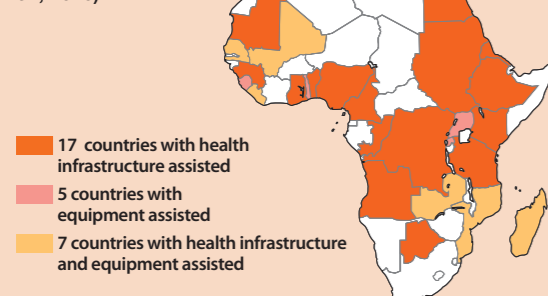 17 countries with health
infrastructure assisted
5 countries with
equipment assisted
7 countries with health infrastructure
and equipment assisted